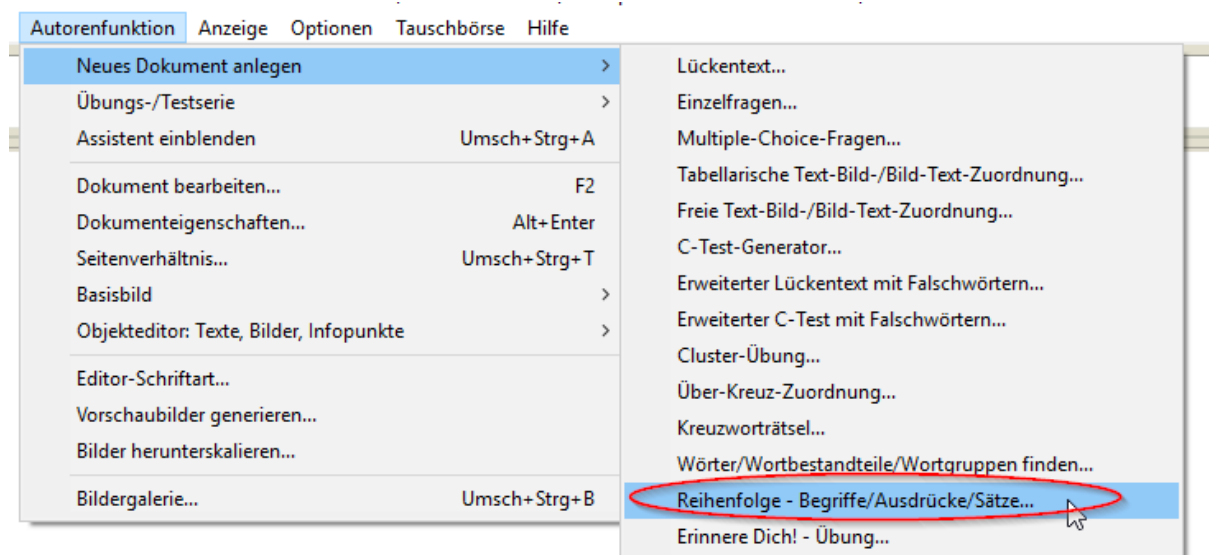 Autorenfunktion Anzeige Optionen Tauschbörse Hilfe
Neues Dokument anlegen >
Übungs-/Testserie >
Assistent einblenden Umsch+Strg+A
Dokument bearbeiten... F2
Dokumenteigenschaften... Alt+Enter
Seitenverhältnis... Umsch+Strg+T
Basisbild >
Objekteditor: Texte, Bilder, Infopunkte >
Editor-Schriftart...
Vorschaubilder generieren...
Bilder herunterskalieren...
Bildergalerie... Umsch+Strg+B
Lückentext...
Einzelfragen...
Multiple-Choice-Fragen...
Tabellarische Text-Bild-/Bild-Text-Zuordnung...
Freie Text-Bild-/Bild-Text-Zuordnung...
C-Test-Generator...
Erweiterter Lückentext mit Falschwörtern...
Erweiterter C-Test mit Falschwörtern...
Cluster-Übung...
Über-Kreuz-Zuordnung...
Kreuzworträtsel...
Wörter/Wortbestandteile/Wortgruppen finden...
Reihenfolge - Begriffe/Ausdrücke/Sätze...
Erinnere Dich! - Übung...